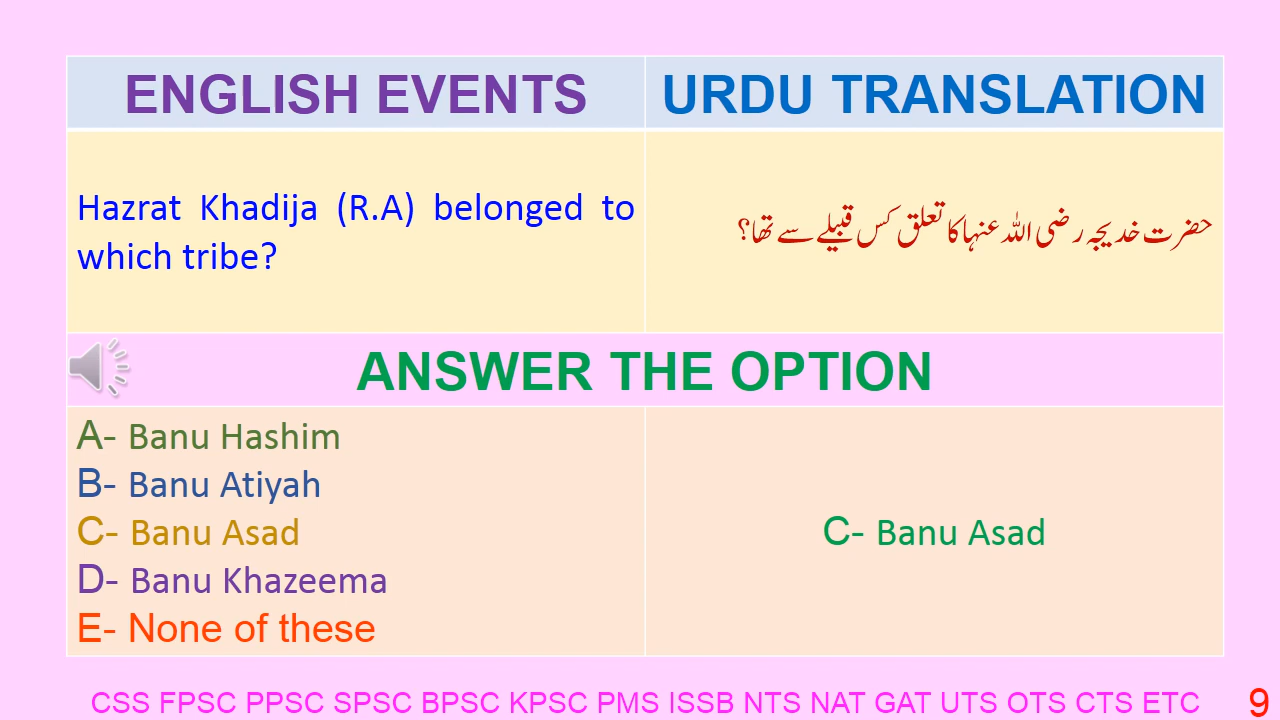 ENGLISH EVENTS
URDU TRANSLATION
Hazrat Khadija (R.A) belonged to
which tribe?
حضرت خدیجہ رضی اللہ عنہا کا تعلق کس قبیلے سے تھا؟
ANSWER THE OPTION
A- Banu Hashim
B- Banu Atiyah
C- Banu Asad
D- Banu Khazeema
E- None of these
C- Banu Asad
CSS FPSC PPSC SPSC BPSC KPSC PMS ISSB NTS NAT GAT UTS OTS CTS ETC
9